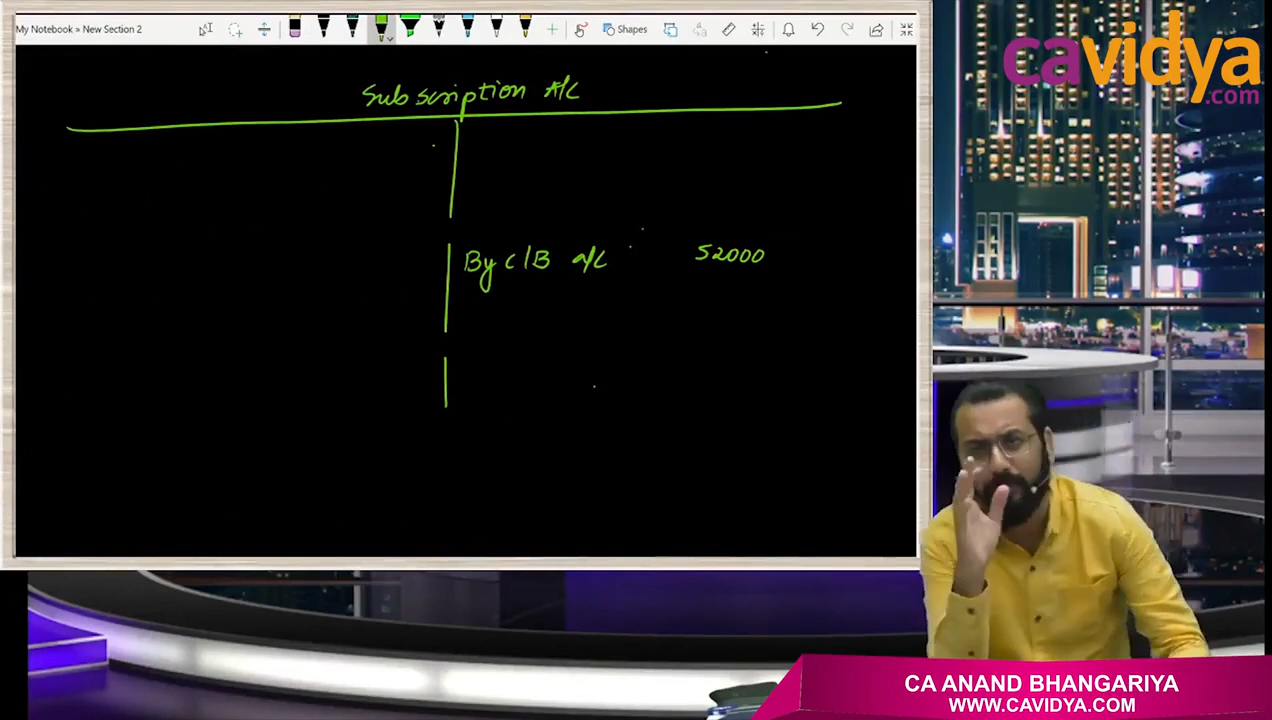 My Notebook » New Section 2
Shapes
cavidya
.com
Subscription A/c
By C/B a/c 52000
CA ANAND BHANGARIYA
WWW.CAVIDYA.COM